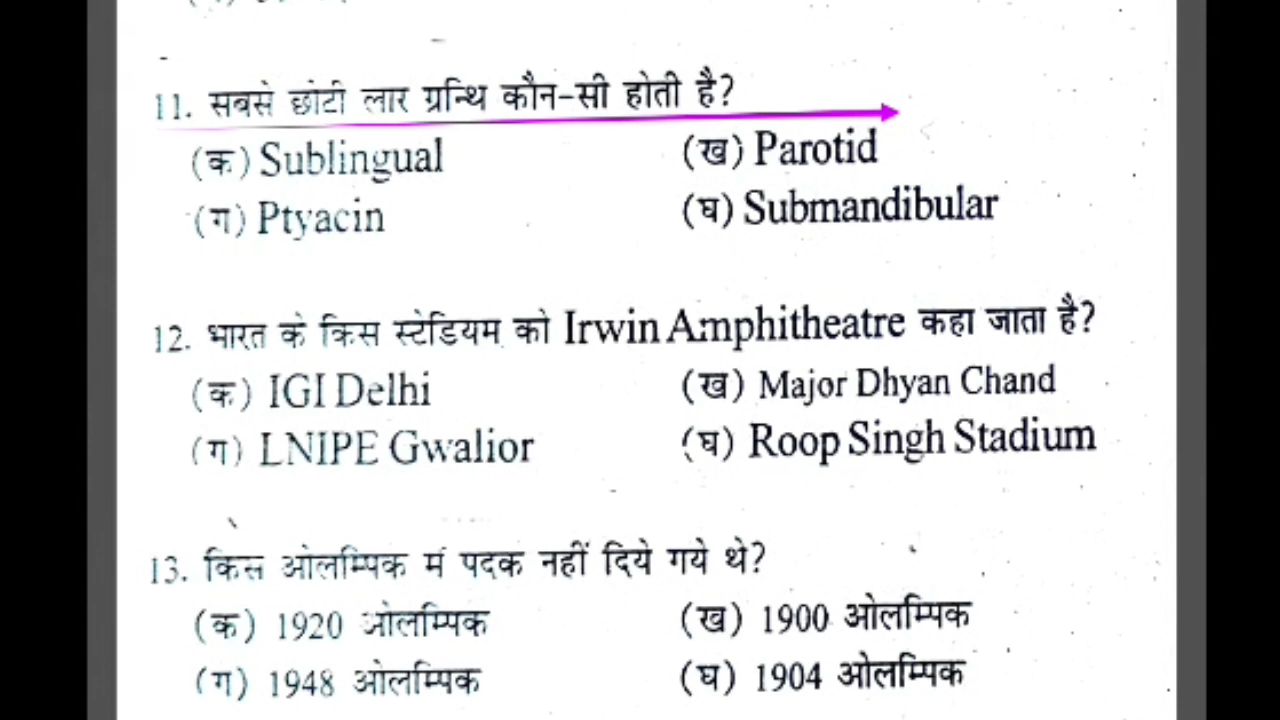 11. सबसे छोटी लार ग्रन्थि कौन-सी होती है?
(क) Sublingual (ख) Parotid
(ग) Ptyacin (घ) Submandibular
12. भारत के किस स्टेडियम को Irwin Amphitheatre कहा जाता है?
(क) IGI Delhi (ख) Major Dhyan Chand
(ग) LNIPE Gwalior (घ) Roop Singh Stadium
13. किस ओलम्पिक में पदक नहीं दिये गये थे?
(क) 1920 ओलम्पिक (ख) 1900 ओलम्पिक
(ग) 1948 ओलम्पिक (घ) 1904 ओलम्पिक